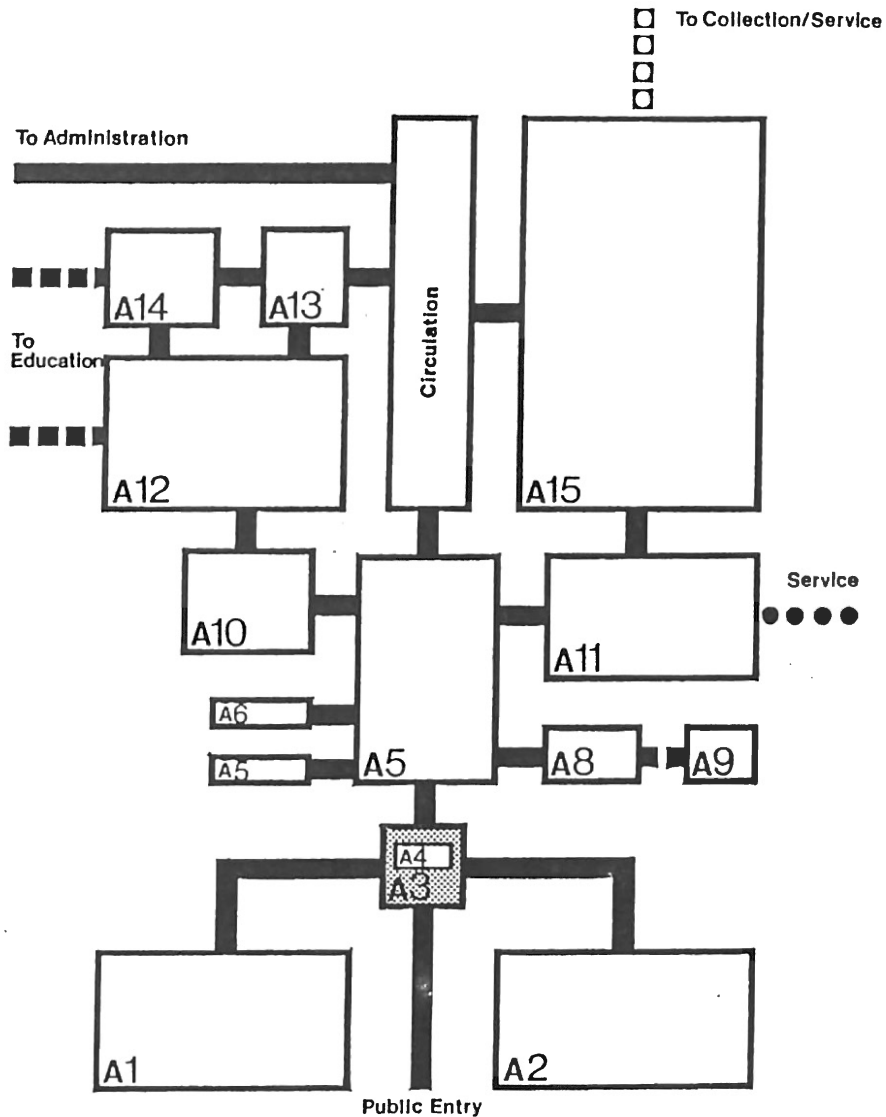 To Collection/Service
To Administration
A14
A13
Circulation
To
Education
A12
A15
A10
Service
A11
A6
A5
A5
A8
A9
A4
A3
A1
A2
Public Entry